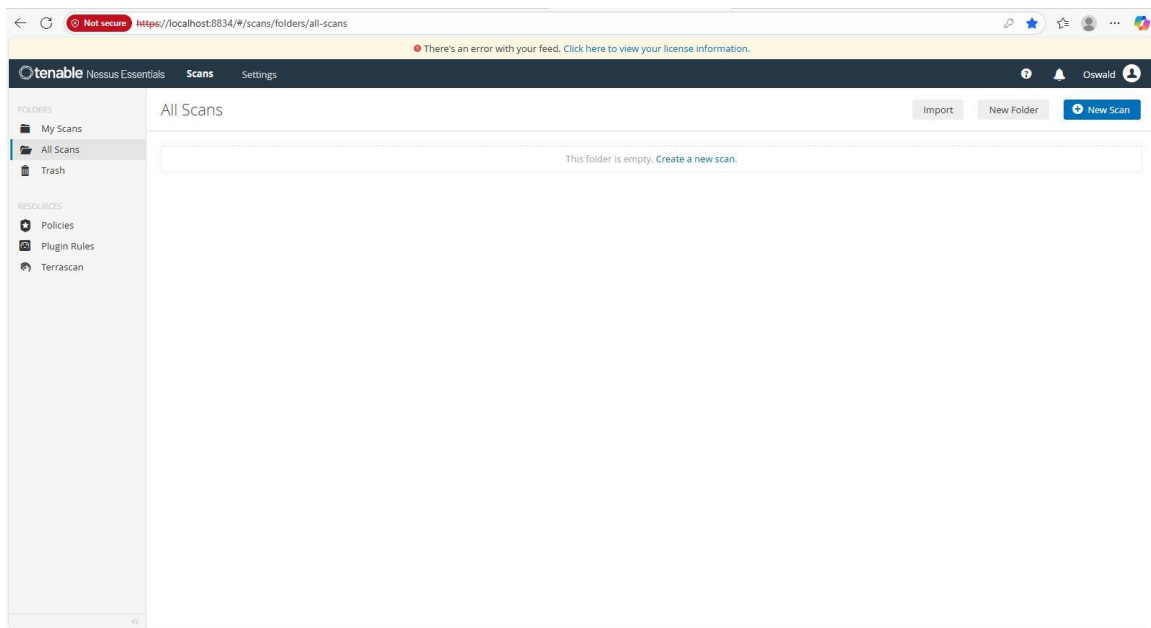 Not secure https://localhost:8834/#/scans/folders/all-scans
There's an error with your feed. Click here to view your license information.
tenable Nessus Essentials Scans Settings Oswald
FOLDERS
My Scans
All Scans
Trash
RESOURCES
Policies
Plugin Rules
Terrascan
All Scans
Import New Folder New Scan
This folder is empty. Create a new scan.